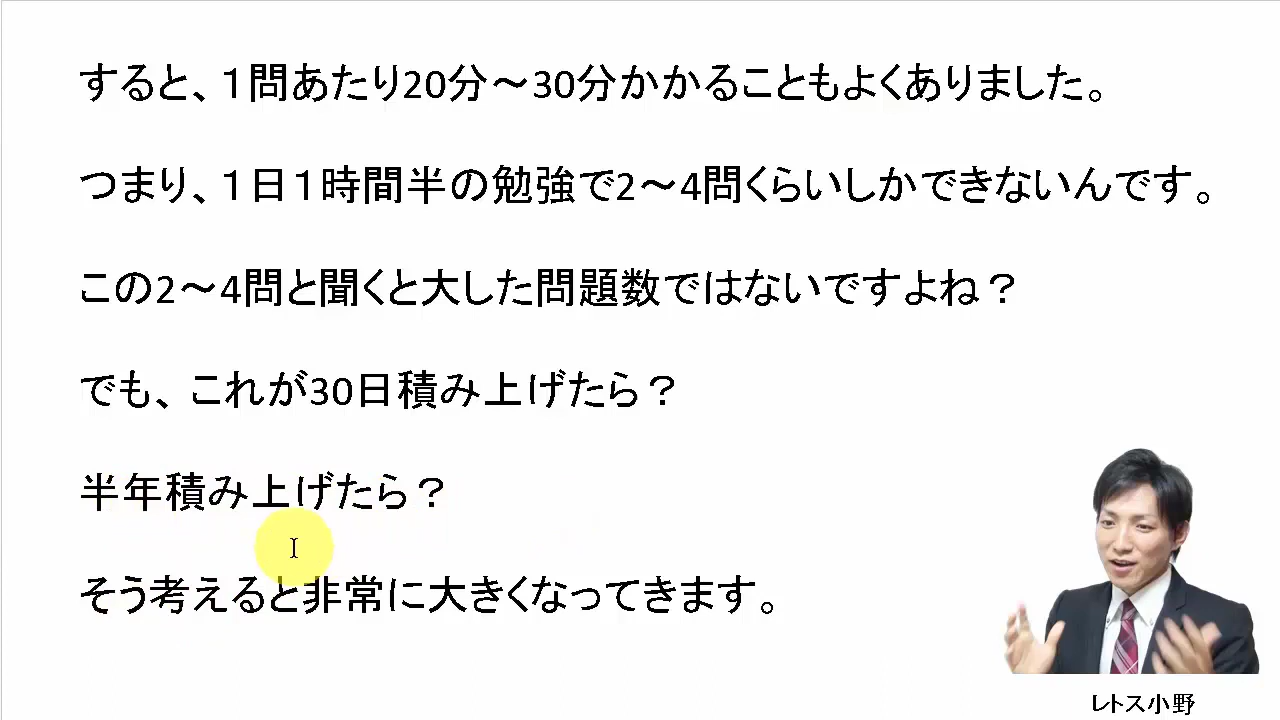 すると、１問あたり20分～30分かかることもよくありました。
つまり、１日１時間半の勉強で2～4問くらいしかできないんです。
この2～4問と聞くと大した問題数ではないですよね？
でも、これが30日積み上げたら？
半年積み上げたら？
そう考えると非常に大きくなってきます。
レトス小野